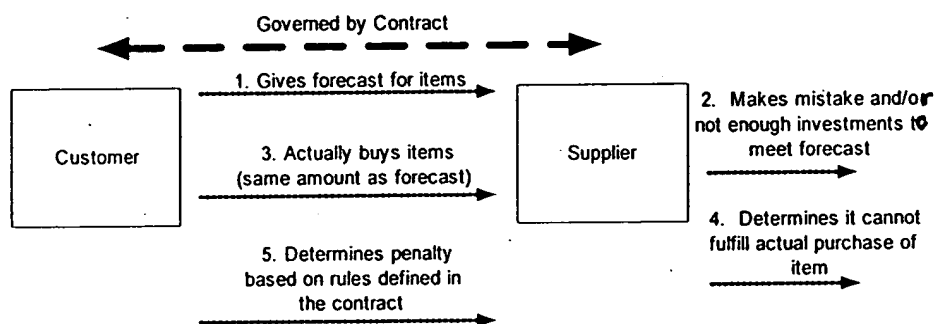 Governed by Contract
1. Gives forecast for items
Customer
3. Actually buys items
(same amount as forecast)
5. Determines penalty
based on rules defined in
the contract
Supplier
2. Makes mistake and/or
not enough investments to
meet forecast
4. Determines it cannot
fulfill actual purchase of
item